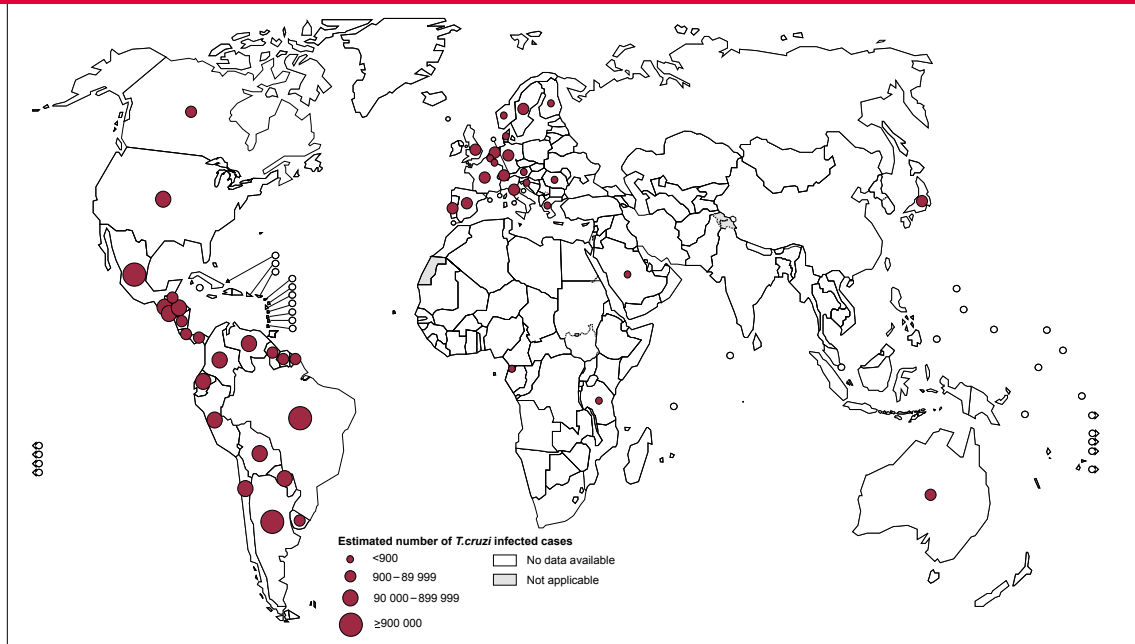 Estimated number of T.cruzi infected cases
<900
900–89 999
90 000–899 999
≥900 000
No data available
Not applicable